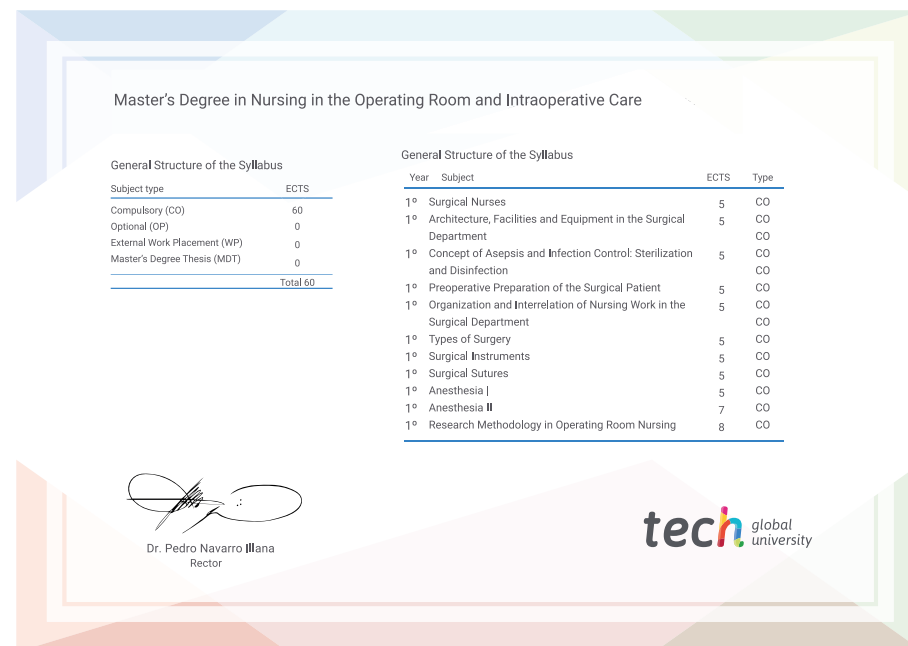 Master's Degree in Nursing in the Operating Room and Intraoperative Care
General Structure of the Syllabus
Subject type ECTS
Compulsory (CO) 60
Optional (OP) 0
External Work Placement (WP) 0
Master's Degree Thesis (MDT) 0
Total 60
General Structure of the Syllabus
Year Subject ECTS Type
1º Surgical Nurses 5 CO
1º Architecture, Facilities and Equipment in the Surgical 5 CO
Department CO
1º Concept of Asepsis and Infection Control: Sterilization 5 CO
and Disinfection CO
1º Preoperative Preparation of the Surgical Patient 5 CO
1º Organization and Interrelation of Nursing Work in the 5 CO
Surgical Department CO
1º Types of Surgery 5 CO
1º Surgical Instruments 5 CO
1º Surgical Sutures 5 CO
1º Anesthesia I 5 CO
1º Anesthesia II 7 CO
1º Research Methodology in Operating Room Nursing 8 CO
Dr. Pedro Navarro Illana
Rector
tech global
university